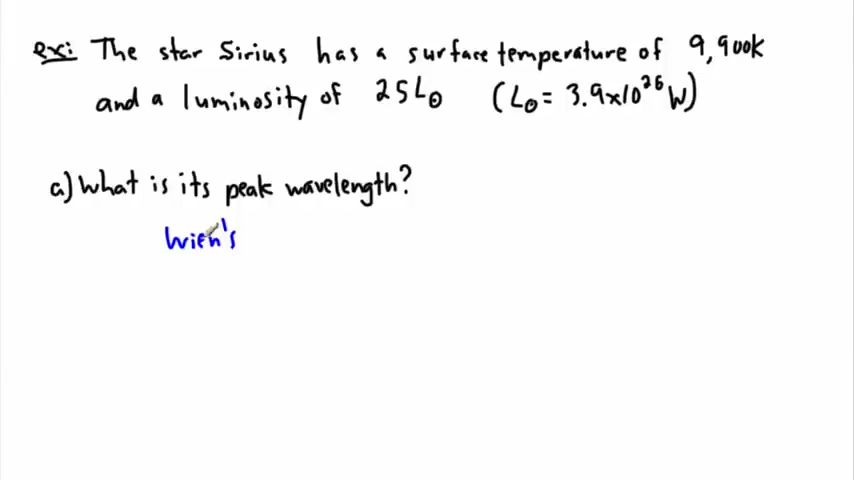 ex: The star Sirius has a surface temperature of 9,900K
and a luminosity of 25L⊙ (L⊙ = 3.9x10²⁶ W)
a) What is its peak wavelength?
Wien's